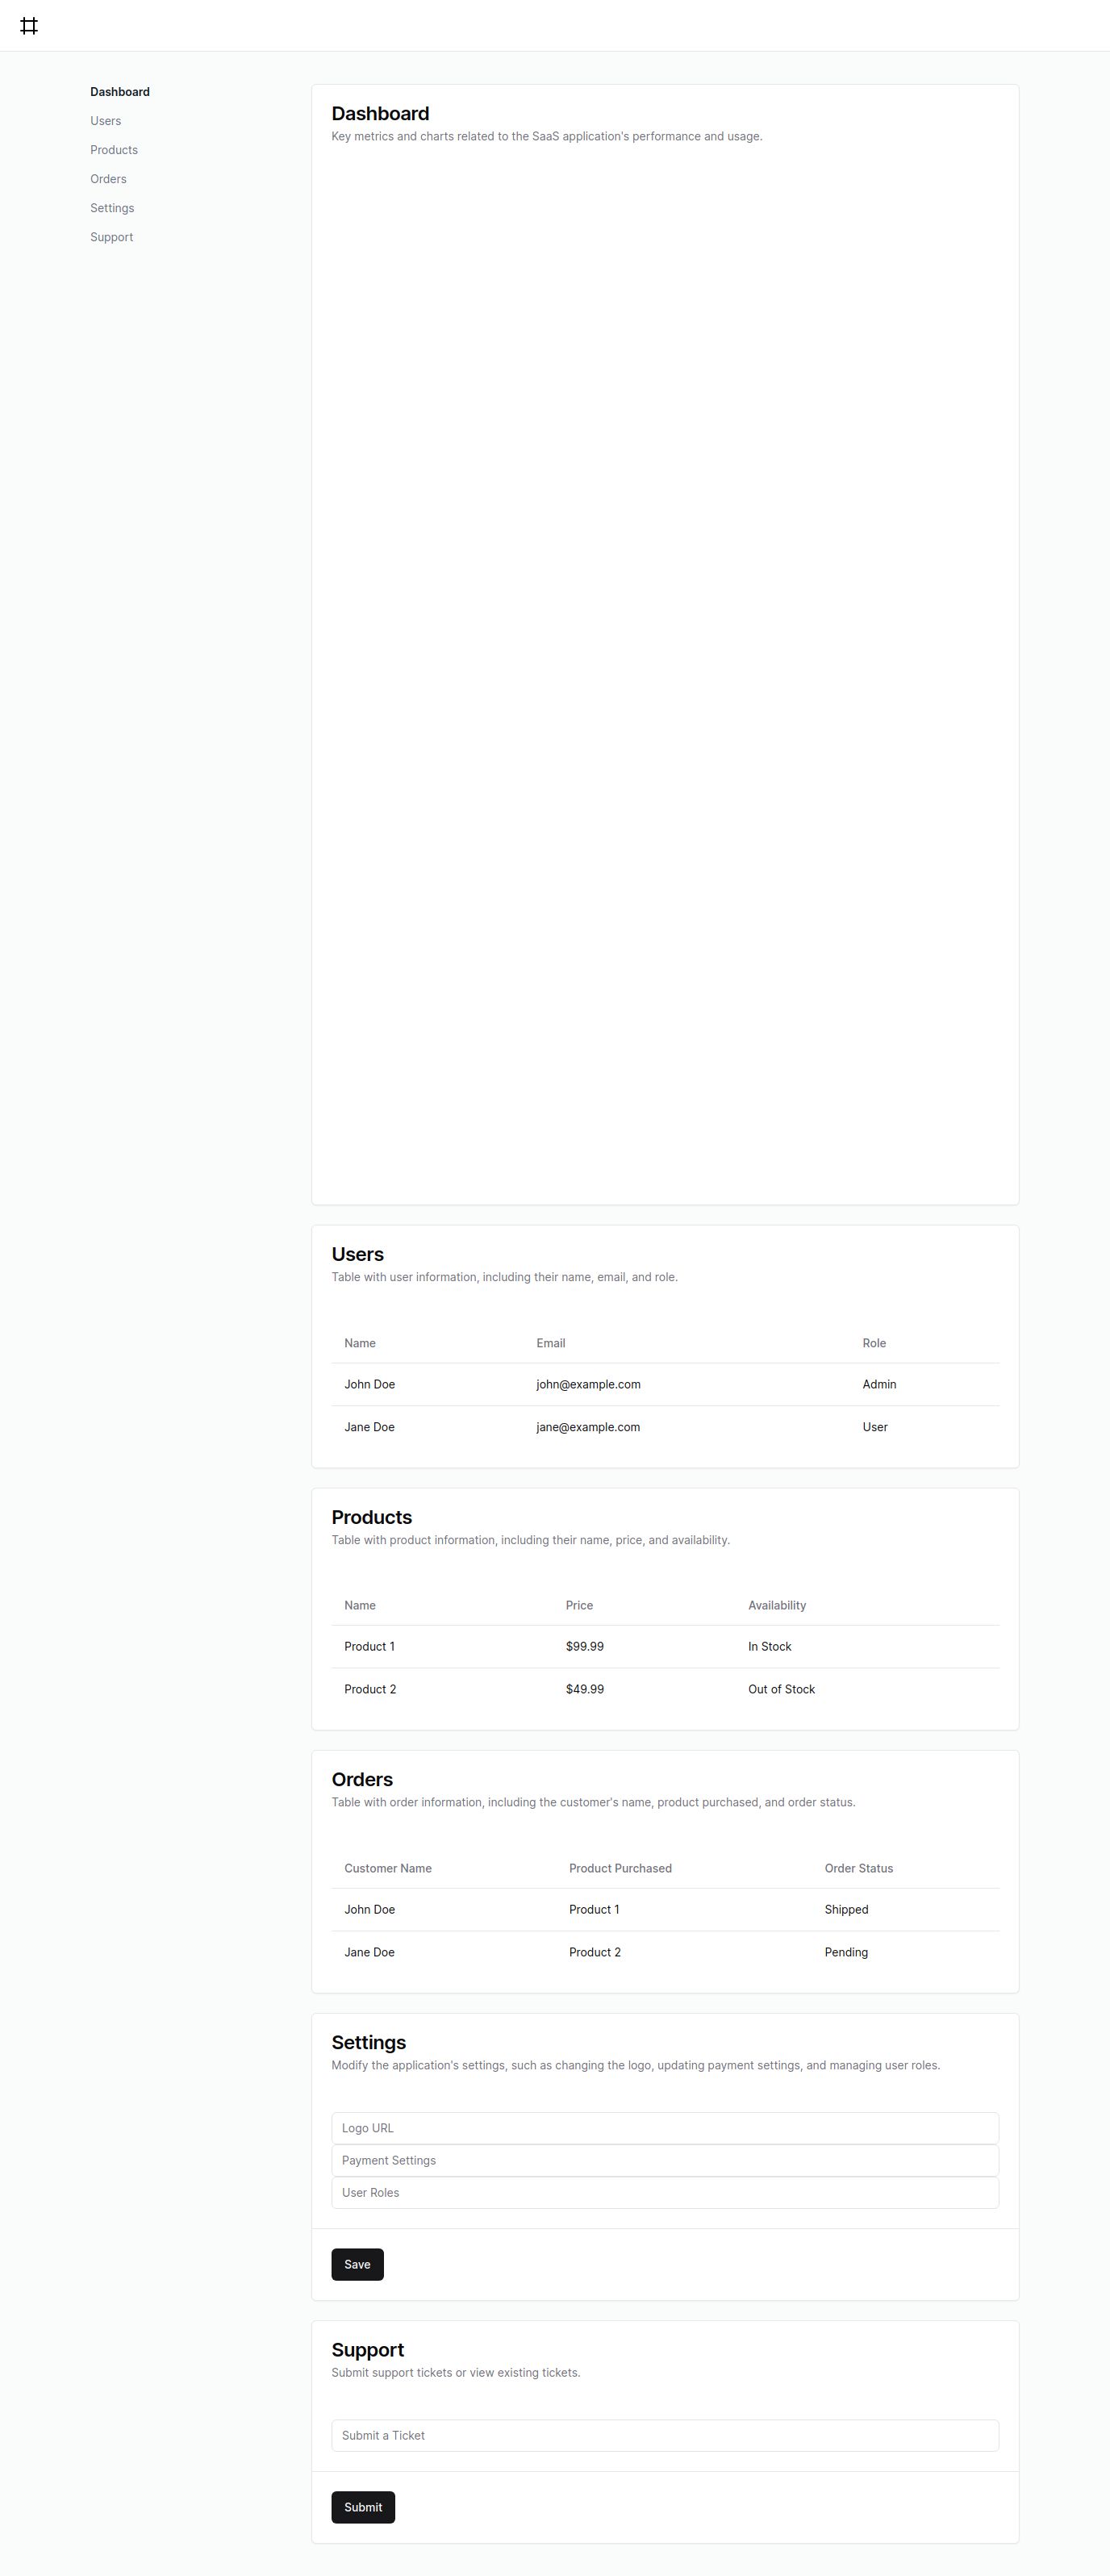 Dashboard
Users
Products
Orders
Settings
Support
Dashboard
Key metrics and charts related to the SaaS application's performance and usage.
Users
Table with user information, including their name, email, and role.
Name Email Role
John Doe john@example.com Admin
Jane Doe jane@example.com User
Products
Table with product information, including their name, price, and availability.
Name Price Availability
Product 1 $99.99 In Stock
Product 2 $49.99 Out of Stock
Orders
Table with order information, including the customer's name, product purchased, and order status.
Customer Name Product Purchased Order Status
John Doe Product 1 Shipped
Jane Doe Product 2 Pending
Settings
Modify the application's settings, such as changing the logo, updating payment settings, and managing user roles.
Logo URL
Payment Settings
User Roles
Save
Support
Submit support tickets or view existing tickets.
Submit a Ticket
Submit